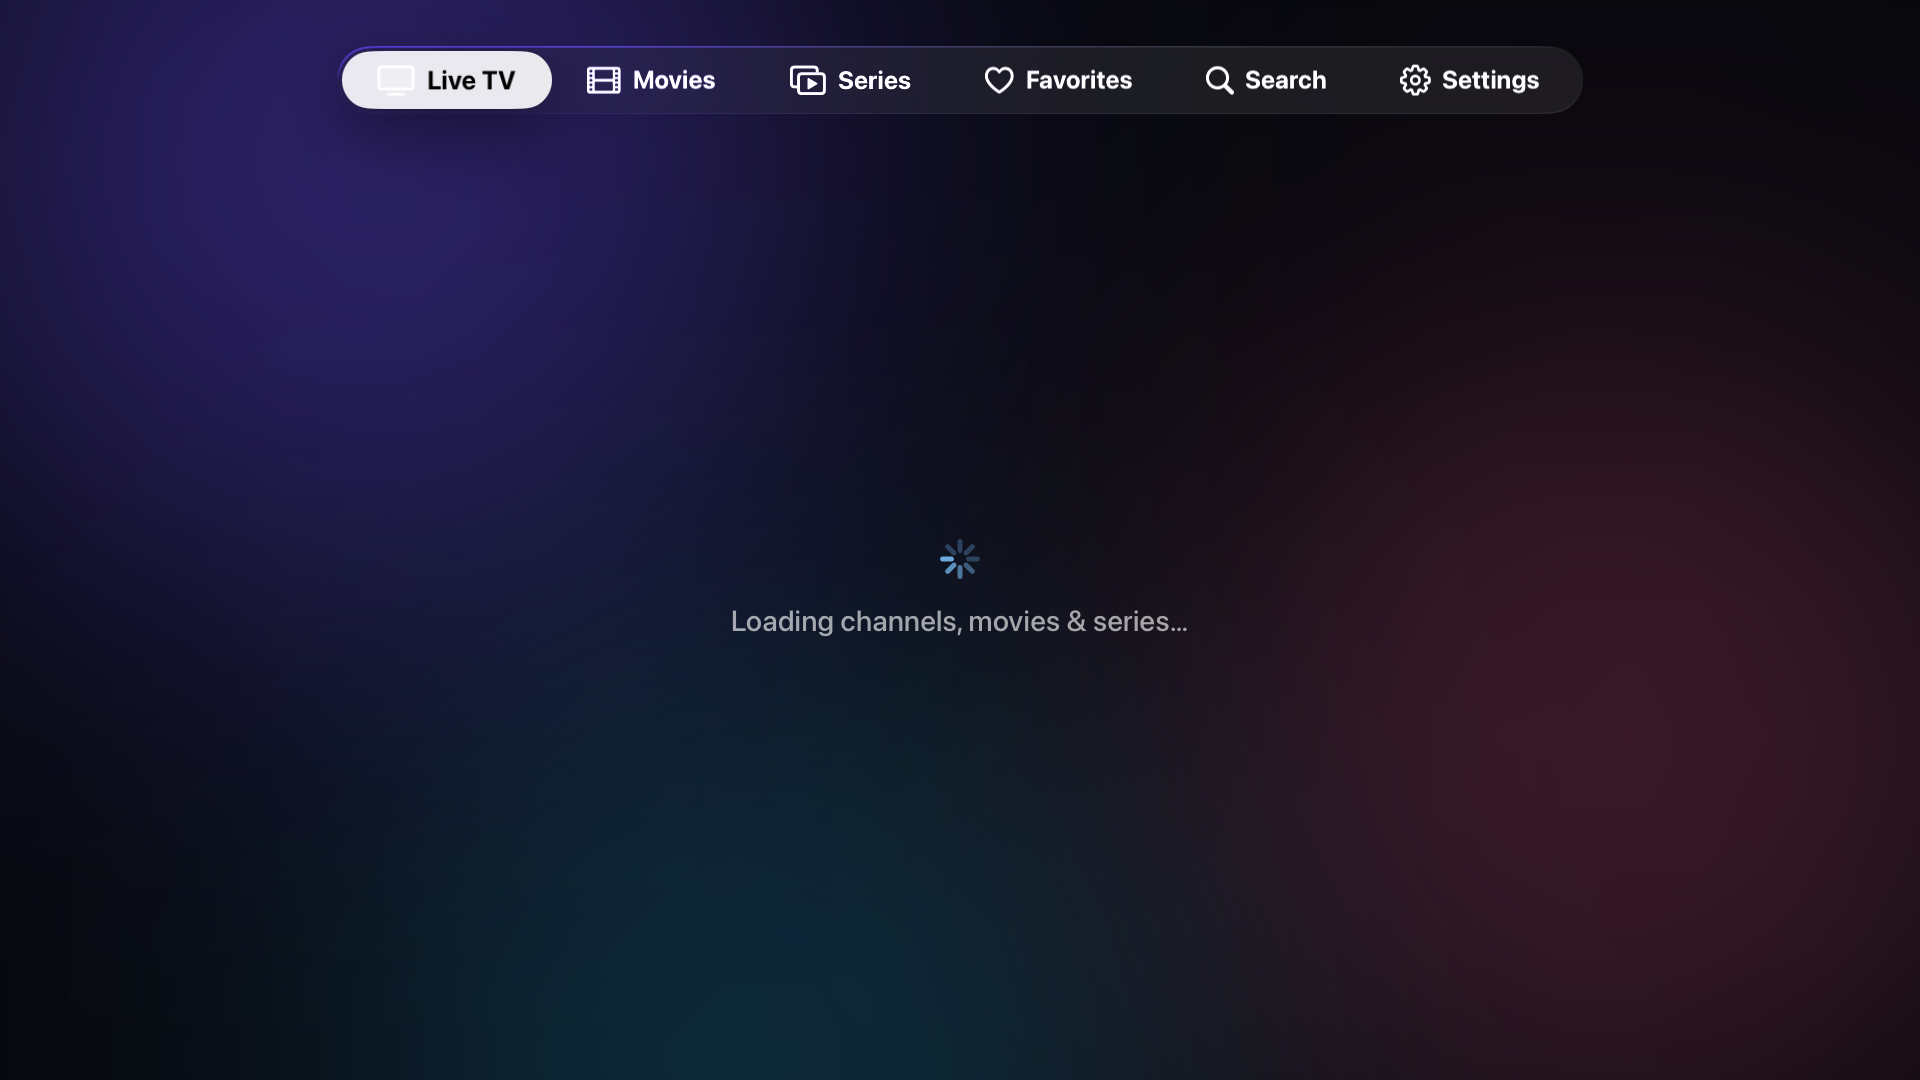 Live TV
Movies
Series
Favorites
Search
Settings
Loading channels, movies & series...